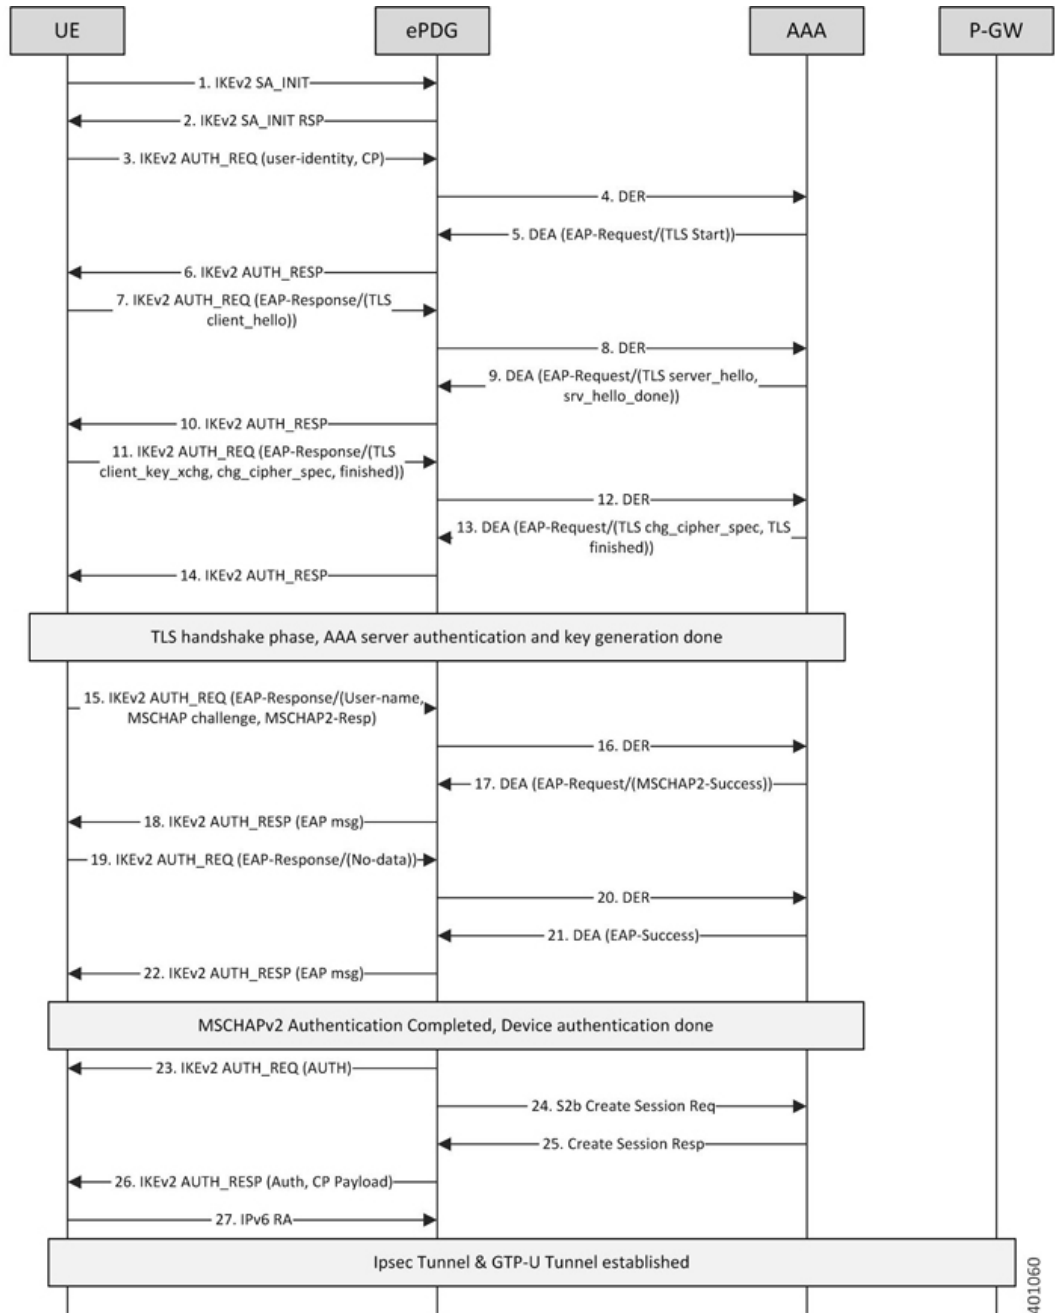 UE
ePDG
AAA
P-GW
1. IKEv2 SA_INIT
2. IKEv2 SA_INIT RSP
3. IKEv2 AUTH_REQ (user-identity, CP)
4. DER
5. DEA (EAP-Request/(TLS Start))
6. IKEv2 AUTH_RESP
7. IKEv2 AUTH_REQ (EAP-Response/(TLS
client_hello))
8. DER
9. DEA (EAP-Request/(TLS server_hello,
srv_hello_done))
10. IKEv2 AUTH_RESP
11. IKEv2 AUTH_REQ (EAP-Response/(TLS
client_key_xchg, chg_cipher_spec, finished))
12. DER
13. DEA (EAP-Request/(TLS chg_cipher_spec, TLS
finished))
14. IKEv2 AUTH_RESP
TLS handshake phase, AAA server authentication and key generation done
15. IKEv2 AUTH_REQ (EAP-Response/(User-name,
MSCHAP challenge, MSCHAP2-Resp)
16. DER
17. DEA (EAP-Request/(MSCHAP2-Success))
18. IKEv2 AUTH_RESP (EAP msg)
19. IKEv2 AUTH_REQ (EAP-Response/(No-data))
20. DER
21. DEA (EAP-Success)
22. IKEv2 AUTH_RESP (EAP msg)
MSCHAPv2 Authentication Completed, Device authentication done
23. IKEv2 AUTH_REQ (AUTH)
24. S2b Create Session Req
25. Create Session Resp
26. IKEv2 AUTH_RESP (Auth, CP Payload)
27. IPv6 RA
Ipsec Tunnel & GTP-U Tunnel established
401060